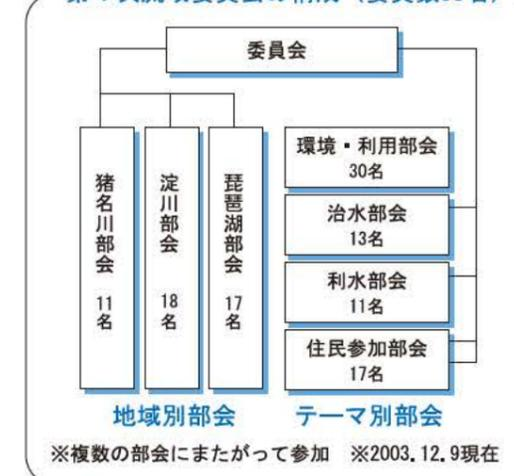 委員会
猪名川部会 11名
淀川部会 18名
琵琶湖部会 17名
環境・利用部会
30名
治水部会
13名
利水部会
11名
住民参加部会
17名
地域別部会
テーマ別部会
※複数の部会にまたがって参加 ※2003.12.9現在